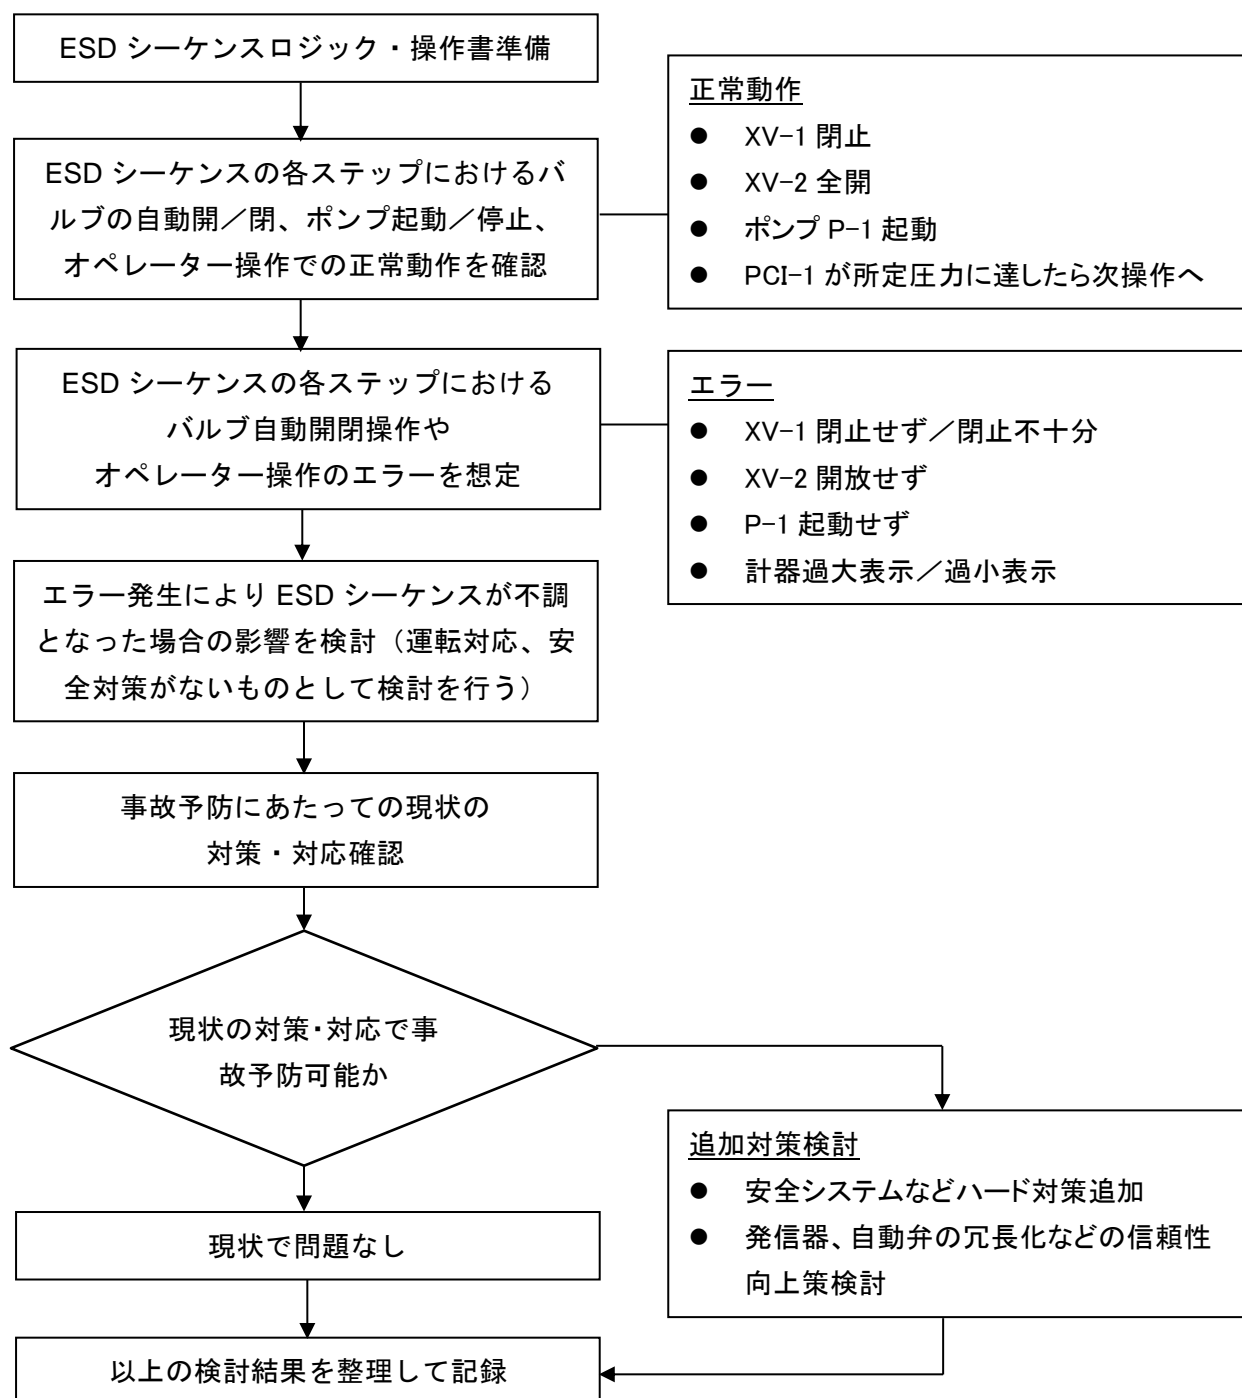 ESD シーケンスロジック・操作書準備
ESD シーケンスの各ステップにおけるバ
ルブの自動開／閉、ポンプ起動／停止、
オペレーター操作での正常動作を確認
正常動作
● XV-1 閉止
● XV-2 全開
● ポンプ P-1 起動
● PCI-1 が所定圧力に達したら次操作へ
ESD シーケンスの各ステップにおける
バルブ自動開閉操作や
オペレーター操作のエラーを想定
エラー
● XV-1 閉止せず／閉止不十分
● XV-2 開放せず
● P-1 起動せず
● 計器過大表示／過小表示
エラー発生により ESD シーケンスが不調
となった場合の影響を検討（運転対応、安
全対策がないものとして検討を行う）
事故予防にあたっての現状の
対策・対応確認
現状の対策・対応で事
故予防可能か
追加対策検討
● 安全システムなどハード対策追加
● 発信器、自動弁の冗長化などの信頼性
向上策検討
現状で問題なし
以上の検討結果を整理して記録